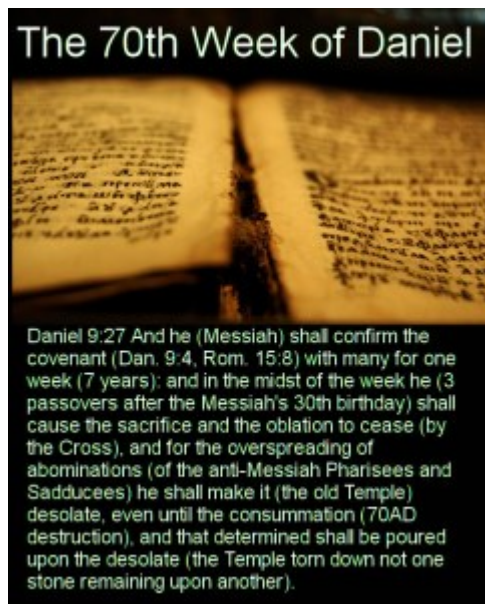 The 70th Week of Daniel
Daniel 9:27 And he (Messiah) shall confirm the
covenant (Dan. 9:4, Rom. 15:8) with many for one
week (7 years): and in the midst of the week he (3
passovers after the Messiah's 30th birthday) shall
cause the sacrifice and the oblation to cease (by
the Cross), and for the overspreading of
abominations (of the anti-Messiah Pharisees and
Sadducees) he shall make it (the old Temple)
desolate, even until the consummation (70AD
destruction), and that determined shall be poured
upon the desolate (the Temple torn down not one
stone remaining upon another).